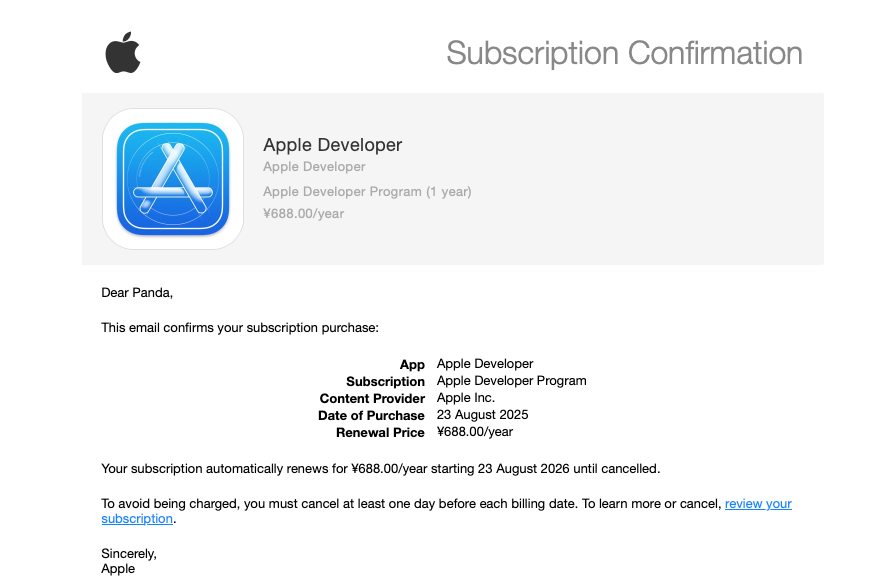 Subscription Confirmation
Apple Developer
Apple Developer
Apple Developer Program (1 year)
¥688.00/year
Dear Panda,
This email confirms your subscription purchase:
App Apple Developer
Subscription Apple Developer Program
Content Provider Apple Inc.
Date of Purchase 23 August 2025
Renewal Price ¥688.00/year
Your subscription automatically renews for ¥688.00/year starting 23 August 2026 until cancelled.
To avoid being charged, you must cancel at least one day before each billing date. To learn more or cancel, review your
subscription.
Sincerely,
Apple